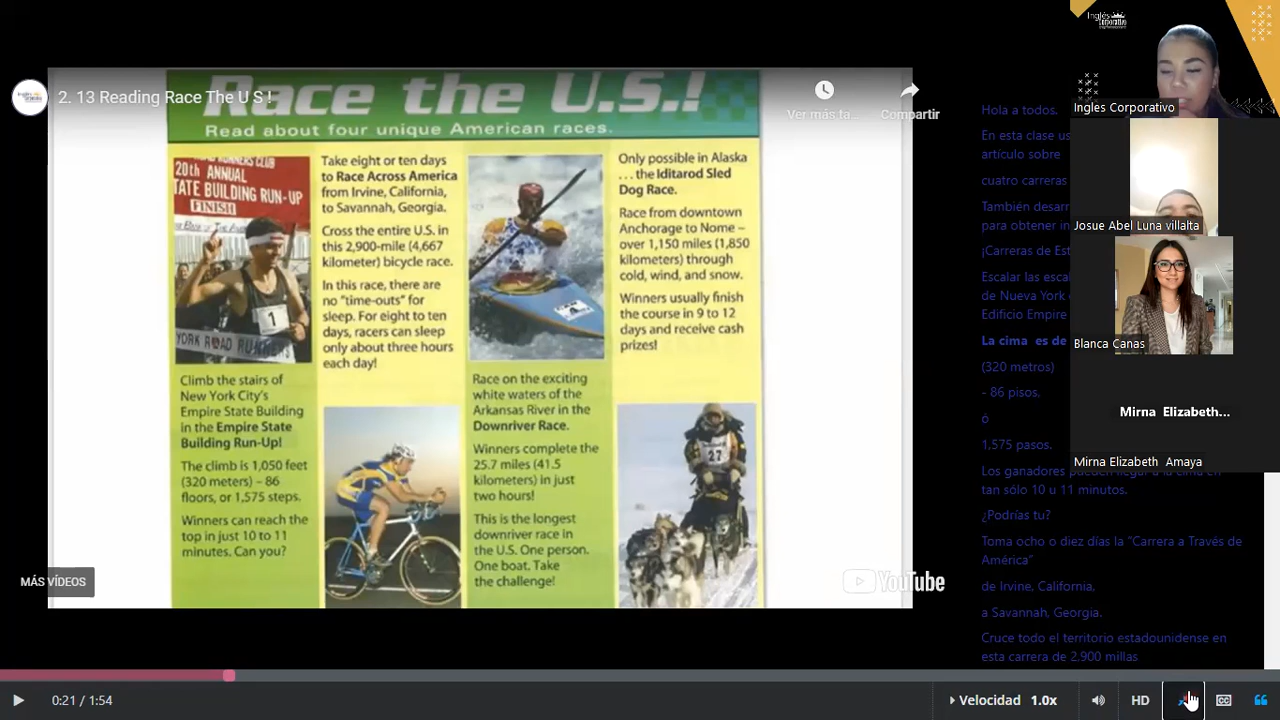 2. 13 Reading Race The U S !
Ver más ta...
Compartir
Race the U.S.!
Read about four unique American races.
20th ANNUAL
TATE BUILDING RUN-UP
FINISH
1
YORK ROAD RUNNERS
Climb the stairs of
New York City's
Empire State Building
in the Empire State
Building Run-Up!
The climb is 1,050 feet
(320 meters) – 86
floors, or 1,575 steps.
Winners can reach the
top in just 10 to 11
minutes. Can you?
Take eight or ten days
to Race Across America
from Irvine, California,
to Savannah, Georgia.
Cross the entire U.S. in
this 2,900-mile (4,667
kilometer) bicycle race.
In this race, there are
no "time-outs" for
sleep. For eight to ten
days, racers can sleep
only about three hours
each day!
Race on the exciting
white waters of the
Arkansas River in the
Downriver Race.
Winners complete the
25.7 miles (41.5
kilometers) in just
two hours!
This is the longest
downriver race in
the U.S. One person.
One boat. Take
the challenge!
Only possible in Alaska
... the Iditarod Sled
Dog Race.
Race from downtown
Anchorage to Nome –
over 1,150 miles (1,850
kilometers) through
cold, wind, and snow.
Winners usually finish
the course in 9 to 12
days and receive cash
prizes!
27
MÁS VÍDEOS
YouTube
Hola a todos.
En esta clase us
artículo sobre
cuatro carreras
También desarr
para obtener in
¡Carreras de Est
Escalar las escal
de Nueva York
Edificio Empire
La cima es de
(320 metros)
- 86 pisos,
ó
1,575 pasos.
Los ganadores pueden llegar a la cima en
tan sólo 10 u 11 minutos.
¿Podrías tu?
Toma ocho o diez días la "Carrera a Través de
América"
de Irvine, California,
a Savannah, Georgia.
Cruce todo el territorio estadounidense en
esta carrera de 2,900 millas
Inglés
Corporativo
Ingles Corporativo
Josue Abel Luna villalta
Blanca Canas
Mirna Elizabeth...
Mirna Elizabeth Amaya
0:21 / 1:54
Velocidad 1.0x
HD
CC